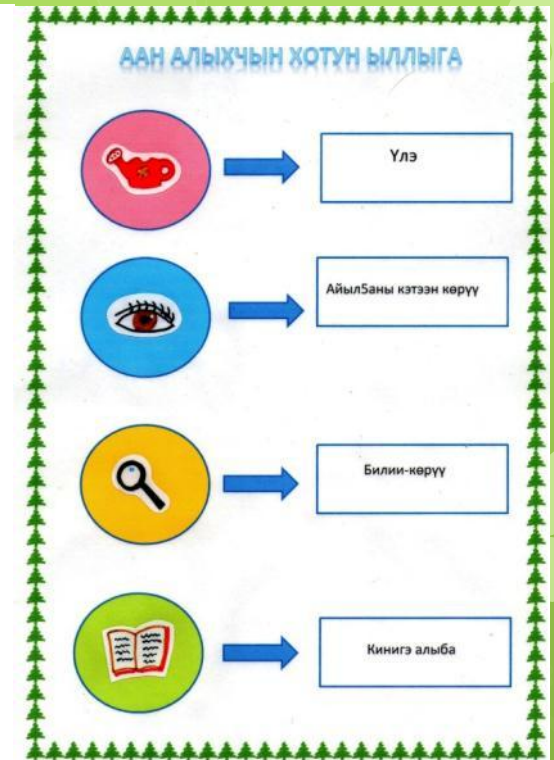 ААН АЛЫХЧЫН ХОТУН ЫЛЛЫГА
Үлэ
Айыл5аны кэтээн көрүү
Билии-көрүү
Кинигэ алыба